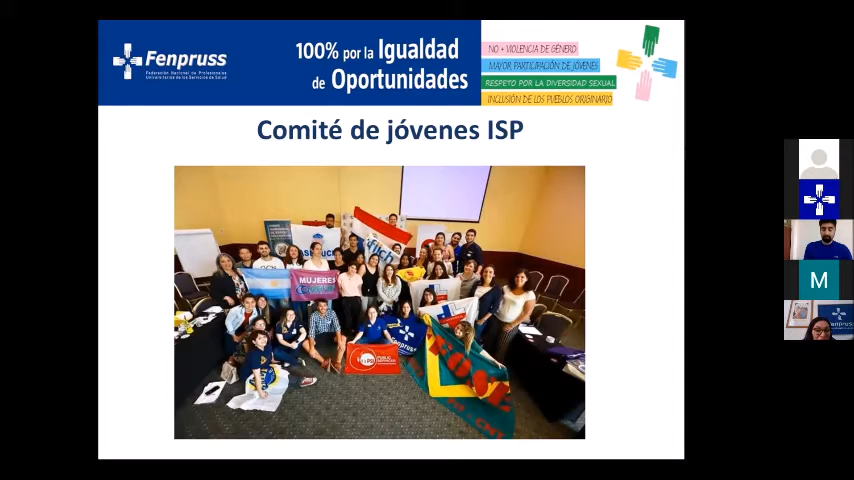 Fenpruss
Federación Nacional de Profesionales
Universitarios de los Servicios de Salud
100% por la Igualdad
de Oportunidades
NO + VIOLENCIA DE GÉNERO
MAYOR PARTICIPACIÓN DE JÓVENES
RESPETO POR LA DIVERSIDAD SEXUAL
INCLUSIÓN DE LOS PUEBLOS ORIGINARIO
Comité de jóvenes ISP
MUJERES
Fenpruss
PUBLIC
M